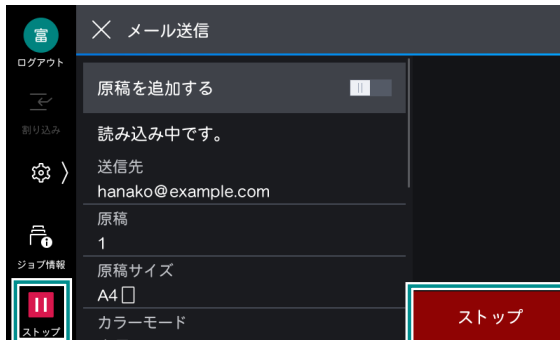 富
ログアウト
割り込み
ジョブ情報
ストップ
メール送信
原稿を追加する
読み込み中です。
送信先
hanako@example.com
原稿
1
原稿サイズ
A4
カラーモード
ストップ